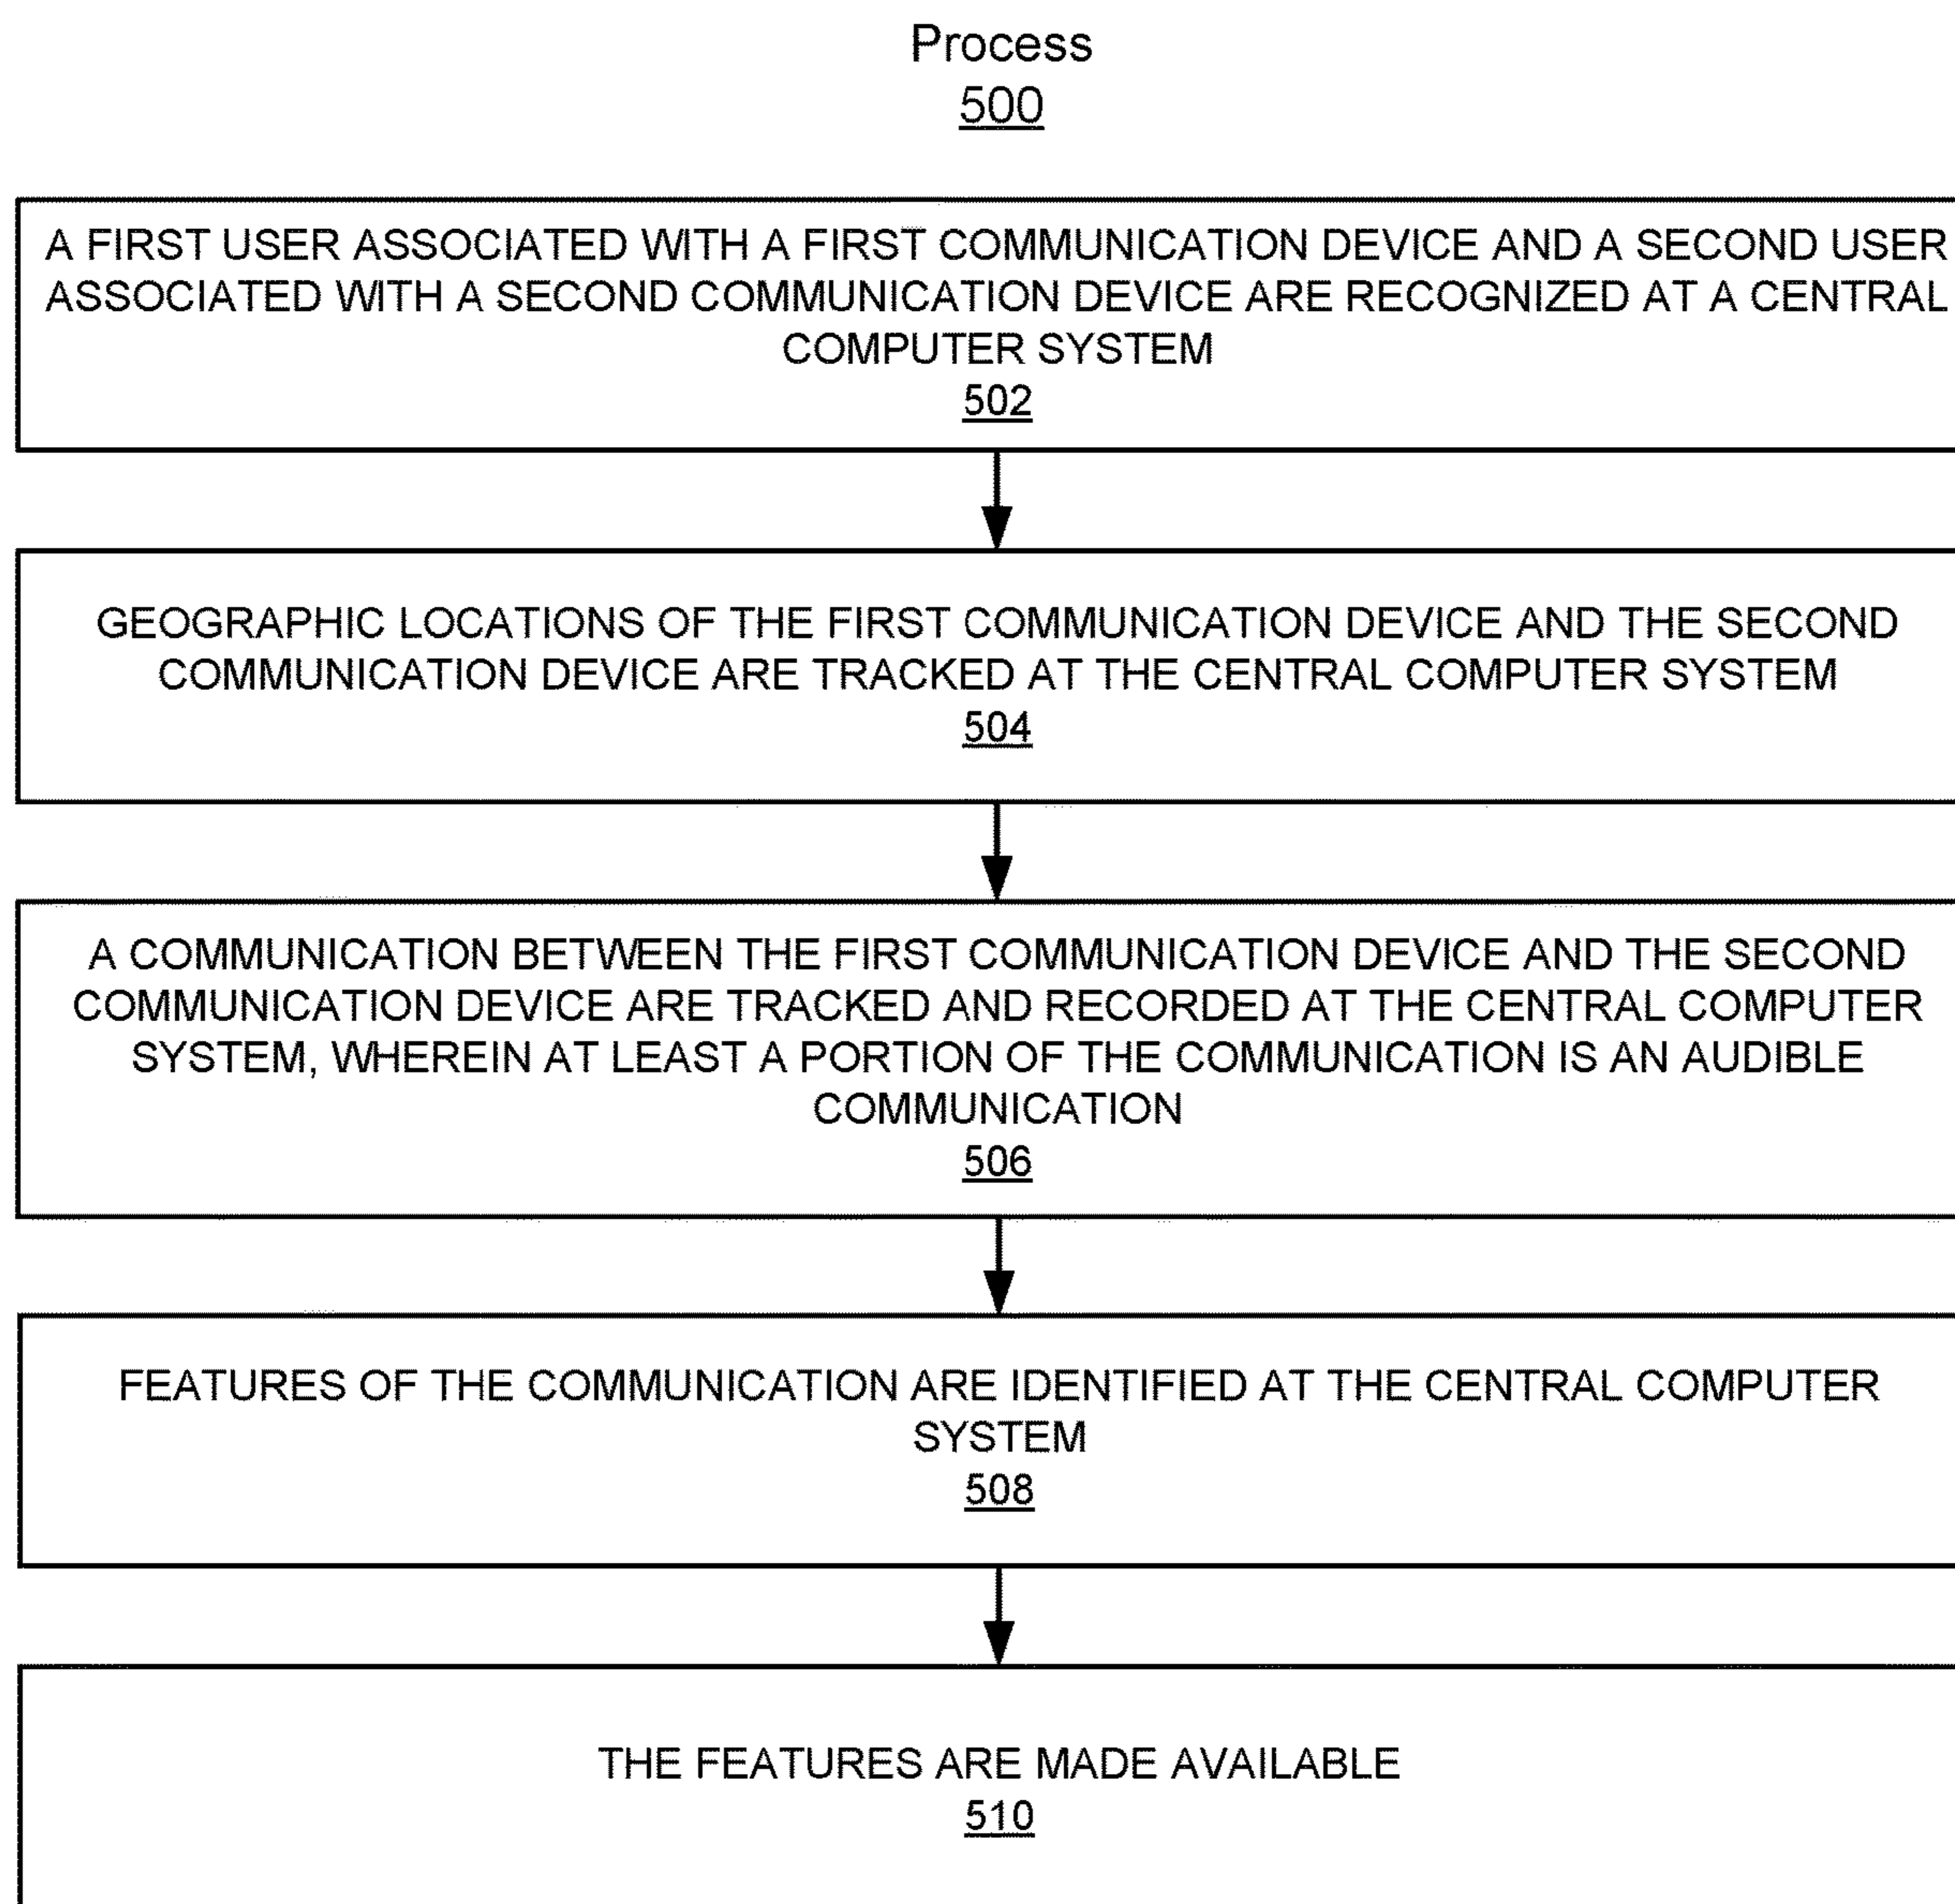 Process
500
A FIRST USER ASSOCIATED WITH A FIRST COMMUNICATION DEVICE AND A SECOND USER
ASSOCIATED WITH A SECOND COMMUNICATION DEVICE ARE RECOGNIZED AT A CENTRAL
COMPUTER SYSTEM
502
GEOGRAPHIC LOCATIONS OF THE FIRST COMMUNICATION DEVICE AND THE SECOND
COMMUNICATION DEVICE ARE TRACKED AT THE CENTRAL COMPUTER SYSTEM
504
A COMMUNICATION BETWEEN THE FIRST COMMUNICATION DEVICE AND THE SECOND
COMMUNICATION DEVICE ARE TRACKED AND RECORDED AT THE CENTRAL COMPUTER
SYSTEM, WHEREIN AT LEAST A PORTION OF THE COMMUNICATION IS AN AUDIBLE
COMMUNICATION
506
FEATURES OF THE COMMUNICATION ARE IDENTIFIED AT THE CENTRAL COMPUTER
SYSTEM
508
THE FEATURES ARE MADE AVAILABLE
510